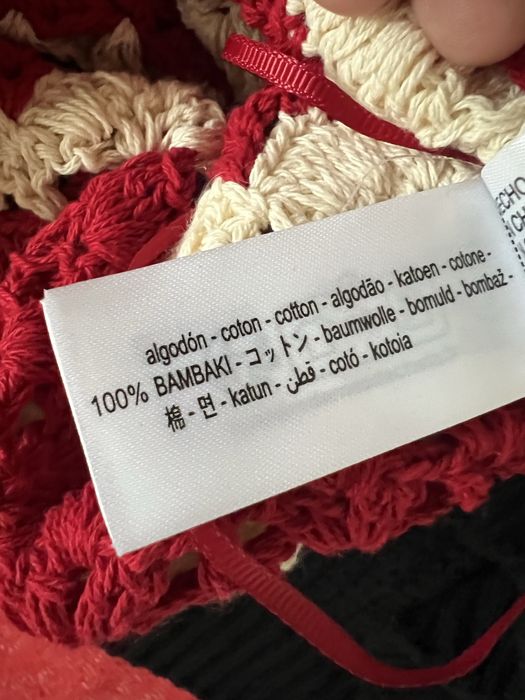 algodón - coton - cotton - algodão - katoen - cotone -
100% BAMBAKI - コットン - baumwolle - bomuld - bombaž -
棉 - 면 - katun - قطن - cotó - kotoia